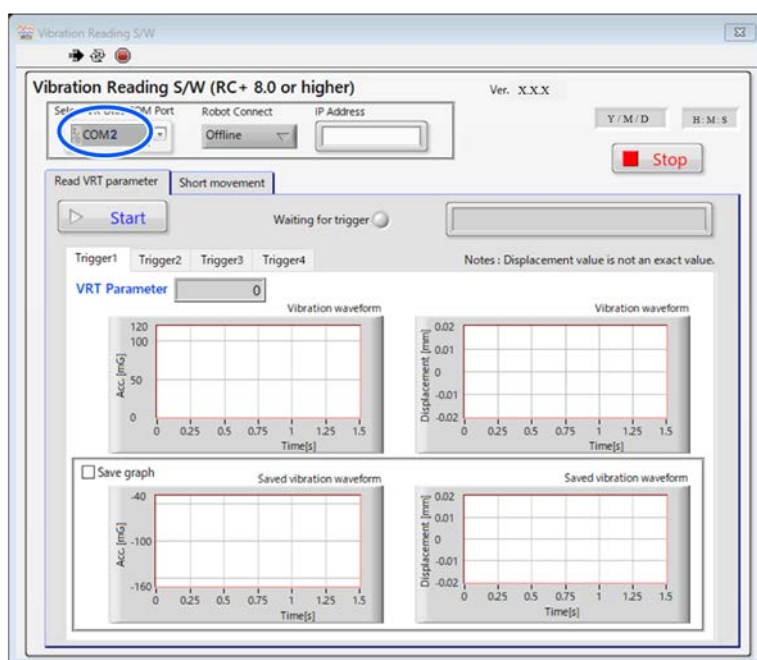 Vibration Reading S/W
Vibration Reading S/W (RC+ 8.0 or higher)
Ver. X.X.X
COM Port
Robot Connect
IP Address
COM2
Offline
Y/M/D
H:M:S
Stop
Read VRT parameter
Short movement
Start
Waiting for trigger
Trigger1
Trigger2
Trigger3
Trigger4
Notes : Displacement value is not an exact value.
VRT Parameter
0
Vibration waveform
Acc. [mG]
120
100
50
0
0 0.25 0.5 0.75 1 1.25 1.5
Time[s]
Vibration waveform
Displacement [mm]
0.02
0.01
0
-0.01
-0.02
0 0.25 0.5 0.75 1 1.25 1.5
Time[s]
Save graph
Saved vibration waveform
Acc. [mG]
-40
-100
-160
0 0.25 0.5 0.75 1 1.25 1.5
Time[s]
Saved vibration waveform
Displacement [mm]
0.02
0.01
0
-0.01
-0.02
0 0.25 0.5 0.75 1 1.25 1.5
Time[s]